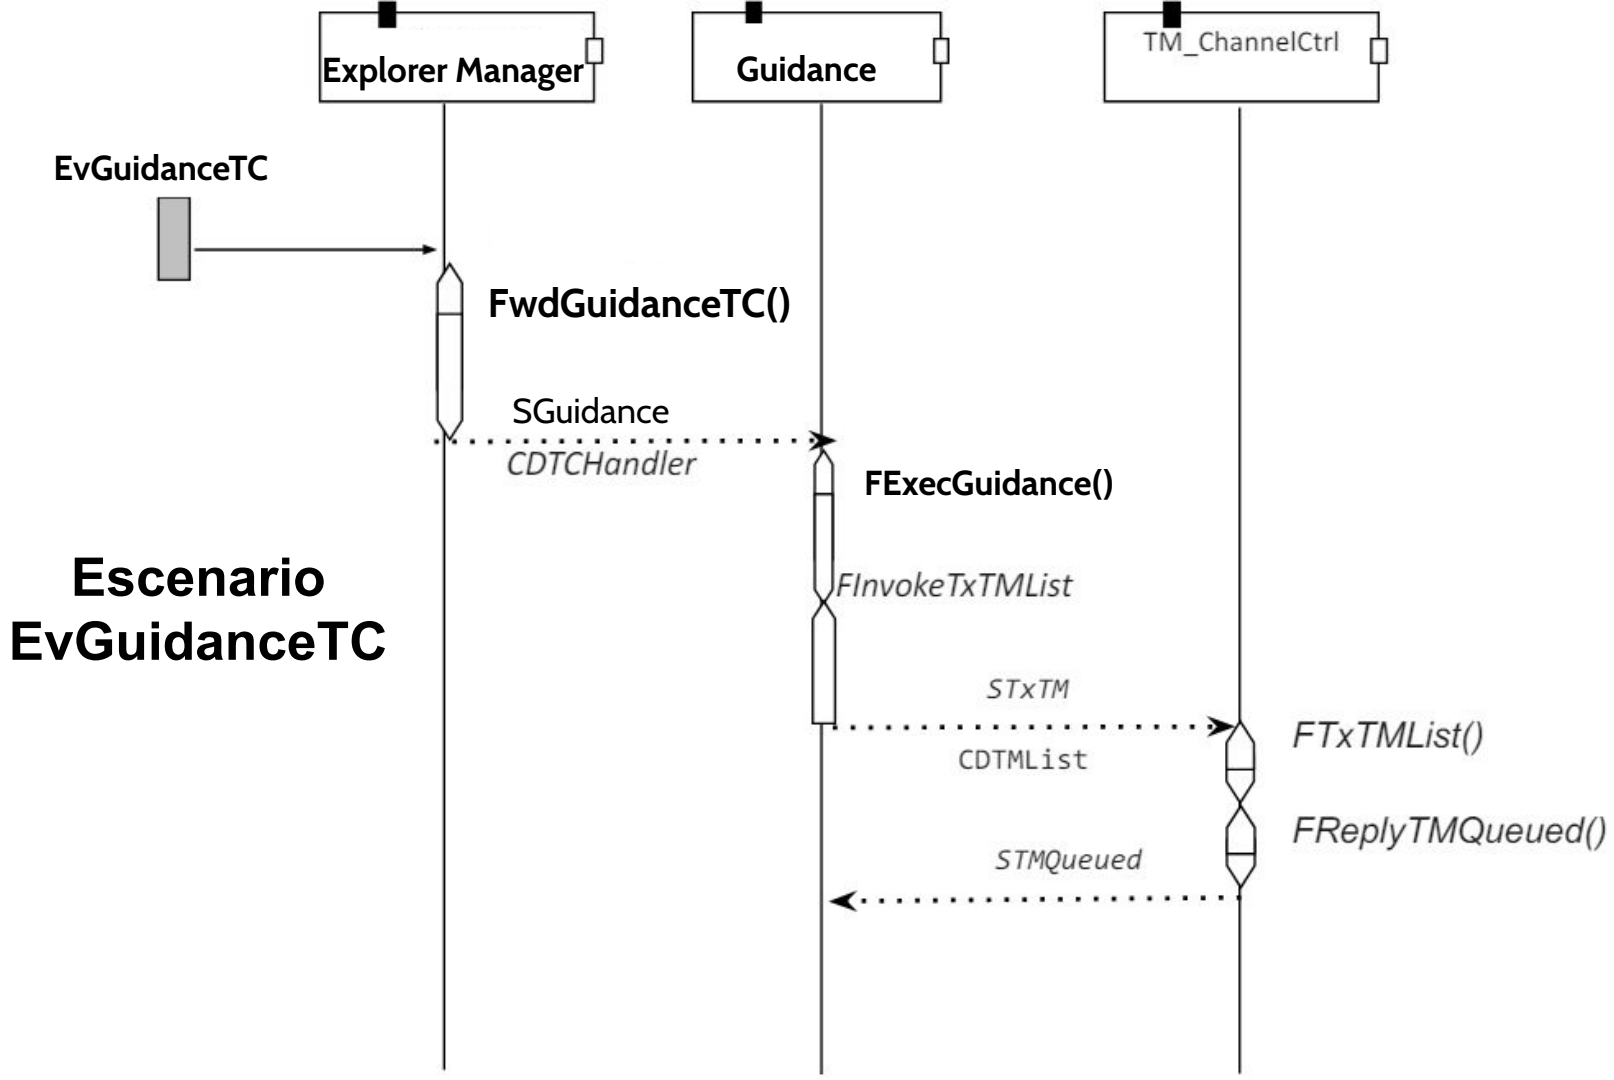 Explorer Manager
Guidance
TM_ChannelCtrl
EvGuidanceTC
FwdGuidanceTC()
SGuidance
CDTCHandler
FExecGuidance()
Escenario
EvGuidanceTC
FInvokeTxTMList
STxTM
CDTMList
FTxTMList()
FReplyTMQueued()
STMQueued